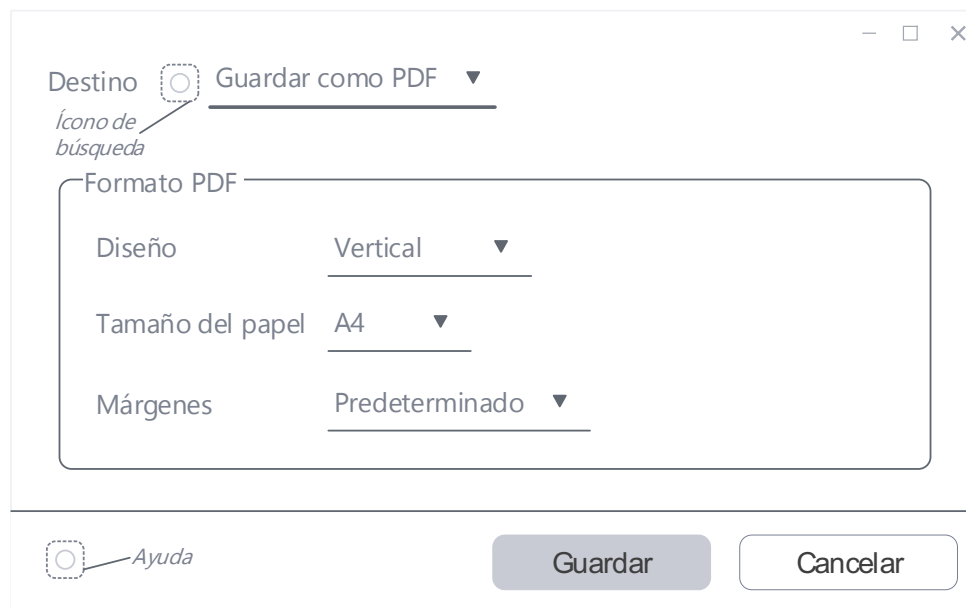 Destino Guardar como PDF
Ícono de
búsqueda
Formato PDF
Diseño Vertical
Tamaño del papel A4
Márgenes Predeterminado
Ayuda
Guardar Cancelar